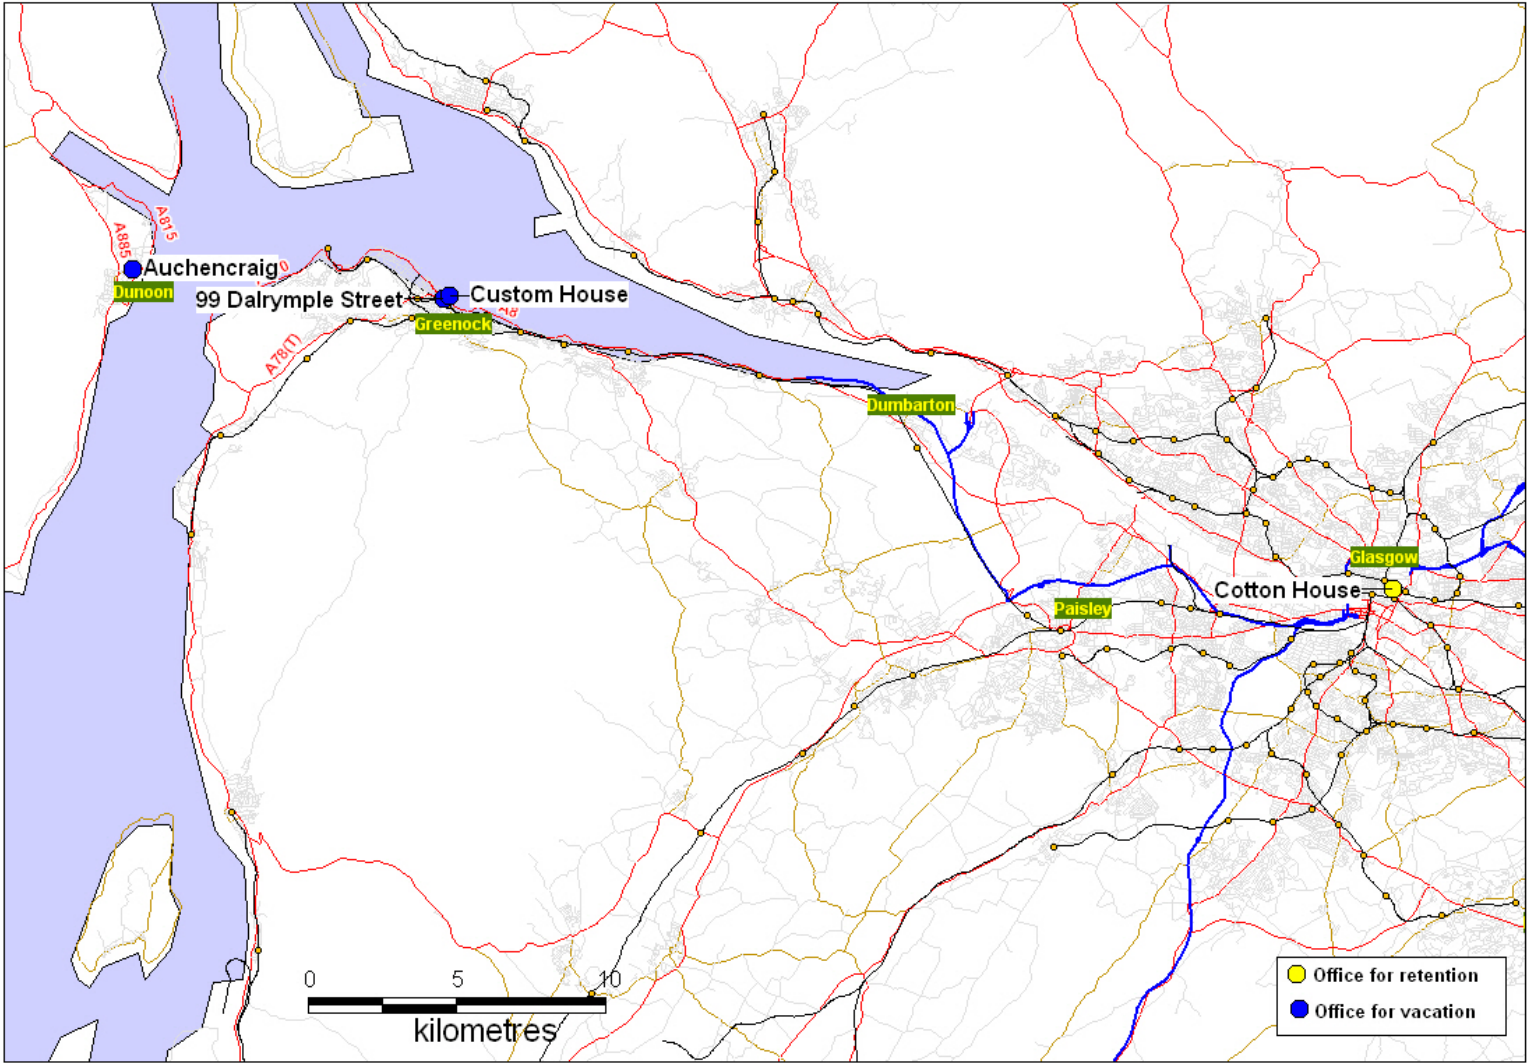 A885
A815
Auchencraig
Dunoon
99 Dalrymple Street
Custom House
Greenock
A78(T)
Dumbarton
Glasgow
Cotton House
Paisley
0 5 10
kilometres
Office for retention
Office for vacation